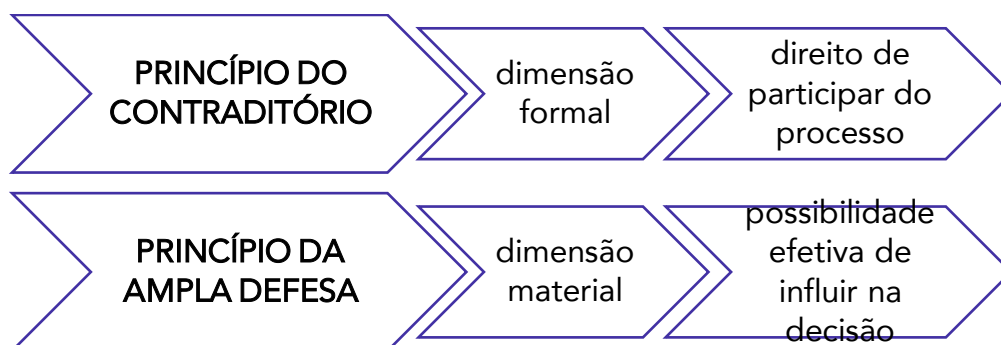 PRINCÍPIO DO
CONTRADITÓRIO
dimensão
formal
direito de
participar do
processo
PRINCÍPIO DA
AMPLA DEFESA
dimensão
material
possibilidade
efetiva de
influir na
decisão